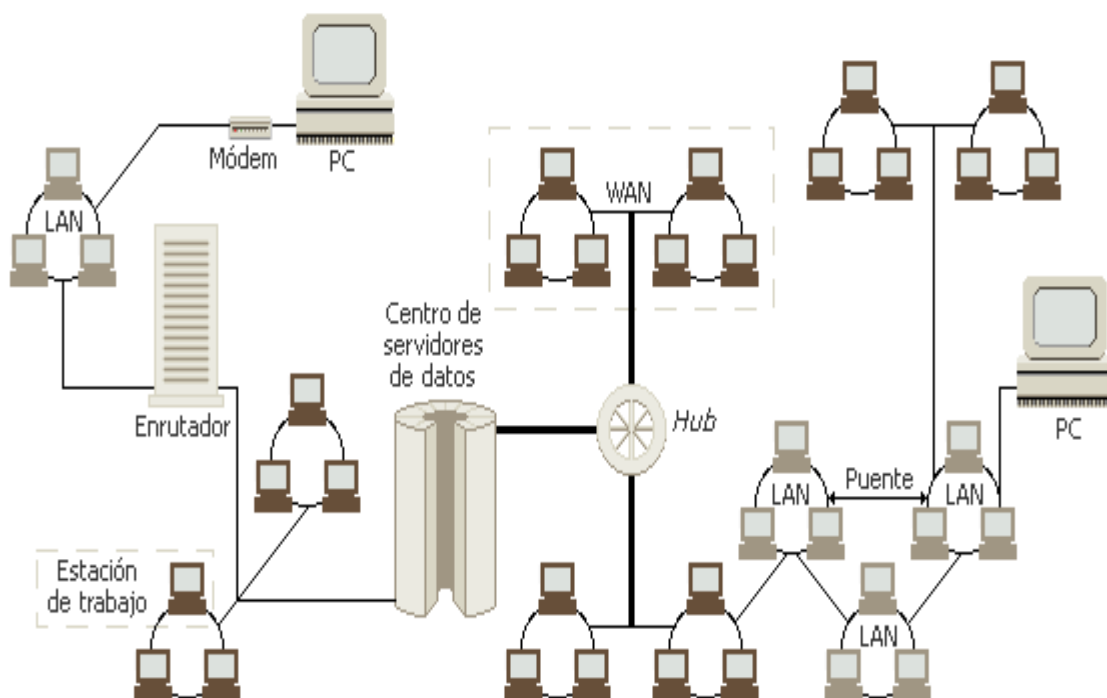 Módem
PC
LAN
WAN
Centro de
servidores
de datos
Enrutador
Hub
PC
Puente
LAN
LAN
Estación
de trabajo
LAN